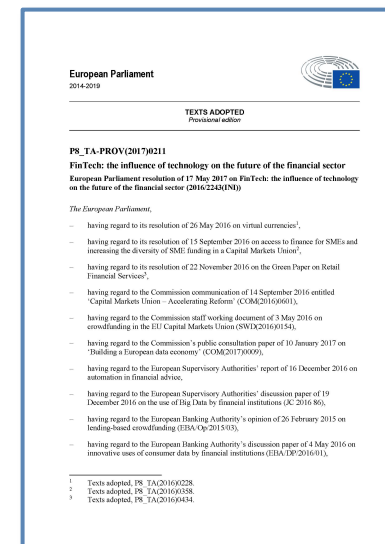 European Parliament
2014-2019
TEXTS ADOPTED
Provisional edition
P8_TA-PROV(2017)0211
FinTech: the influence of technology on the future of the financial sector
European Parliament resolution of 17 May 2017 on FinTech: the influence of technology
on the future of the financial sector (2016/2243(INI))
The European Parliament,
– having regard to its resolution of 26 May 2016 on virtual currencies1,
– having regard to its resolution of 15 September 2016 on access to finance for SMEs and
increasing the diversity of SME funding in a Capital Markets Union2,
– having regard to its resolution of 22 November 2016 on the Green Paper on Retail
Financial Services3,
– having regard to the Commission communication of 14 September 2016 entitled
‘Capital Markets Union – Accelerating Reform’ (COM(2016)0601),
– having regard to the Commission staff working document of 3 May 2016 on
crowdfunding in the EU Capital Markets Union (SWD(2016)0154),
– having regard to the Commission’s public consultation paper of 10 January 2017 on
‘Building a European data economy’ (COM(2017)0009),
– having regard to the European Supervisory Authorities’ report of 16 December 2016 on
automation in financial advice,
– having regard to the European Supervisory Authorities’ discussion paper of 19
December 2016 on the use of Big Data by financial institutions (JC 2016 86),
– having regard to the European Banking Authority’s opinion of 26 February 2015 on
lending-based crowdfunding (EBA/Op/2015/03),
– having regard to the European Banking Authority’s discussion paper of 4 May 2016 on
innovative uses of consumer data by financial institutions (EBA/DP/2016/01),
1 Texts adopted, P8_TA(2016)0228.
2 Texts adopted, P8_TA(2016)0358.
3 Texts adopted, P8_TA(2016)0434.